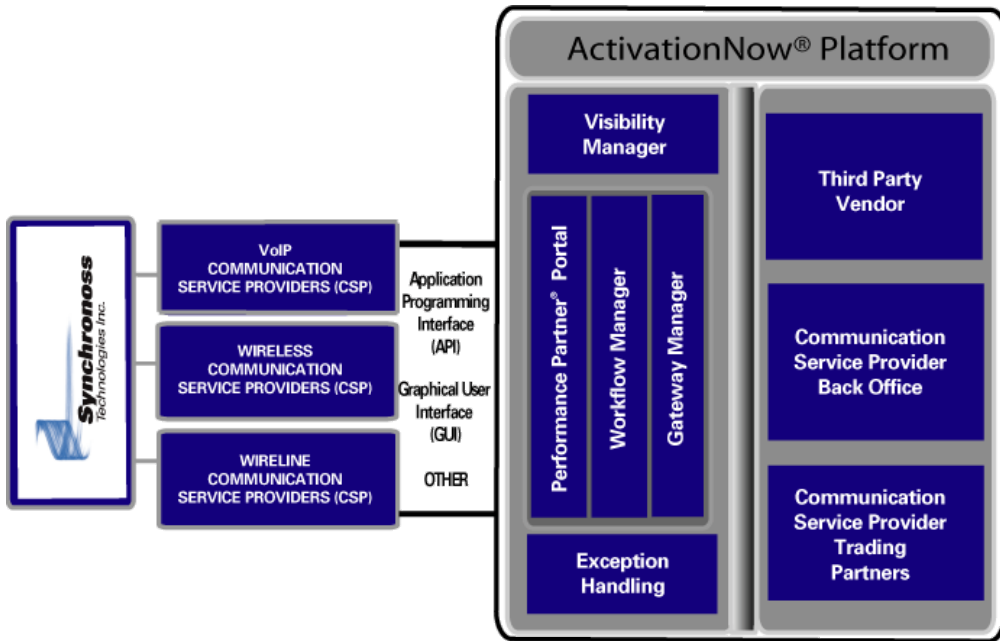 ActivationNow® Platform
Synchronoss
Technologies Inc.
VoIP
COMMUNICATION
SERVICE PROVIDERS (CSP)
WIRELESS
COMMUNICATION
SERVICE PROVIDERS (CSP)
WIRELINE
COMMUNICATION
SERVICE PROVIDERS (CSP)
Application
Programming
Interface
(API)
Graphical User
Interface
(GUI)
OTHER
Visibility
Manager
Performance Partner® Portal
Workflow Manager
Gateway Manager
Exception
Handling
Third Party
Vendor
Communication
Service Provider
Back Office
Communication
Service Provider
Trading
Partners